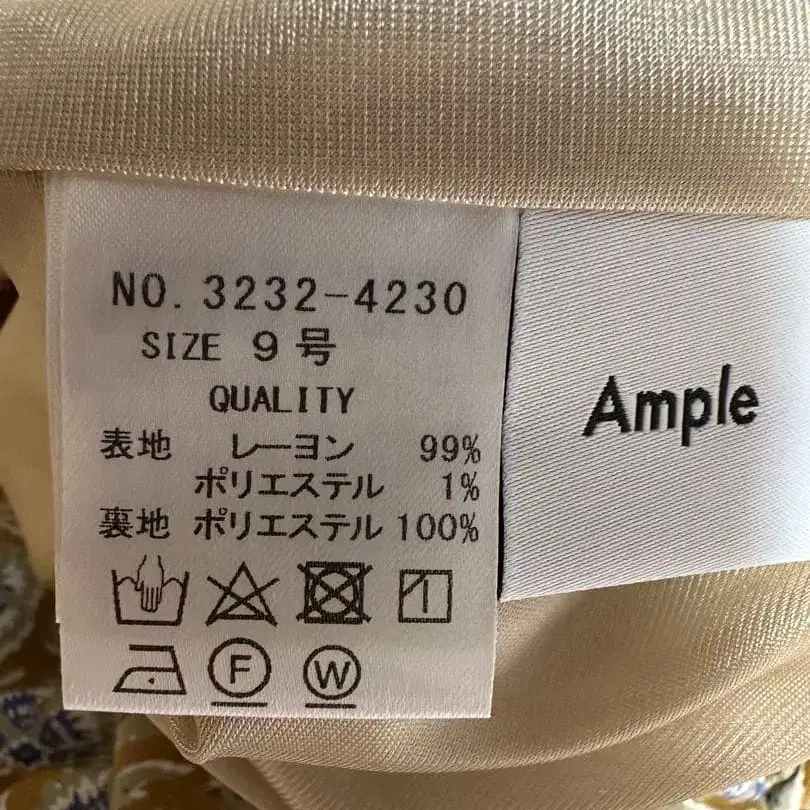 NO. 3232-4230
SIZE 9号
QUALITY
表地 レーヨン 99%
ポリエステル 1%
裏地 ポリエステル 100%
F W
Ample